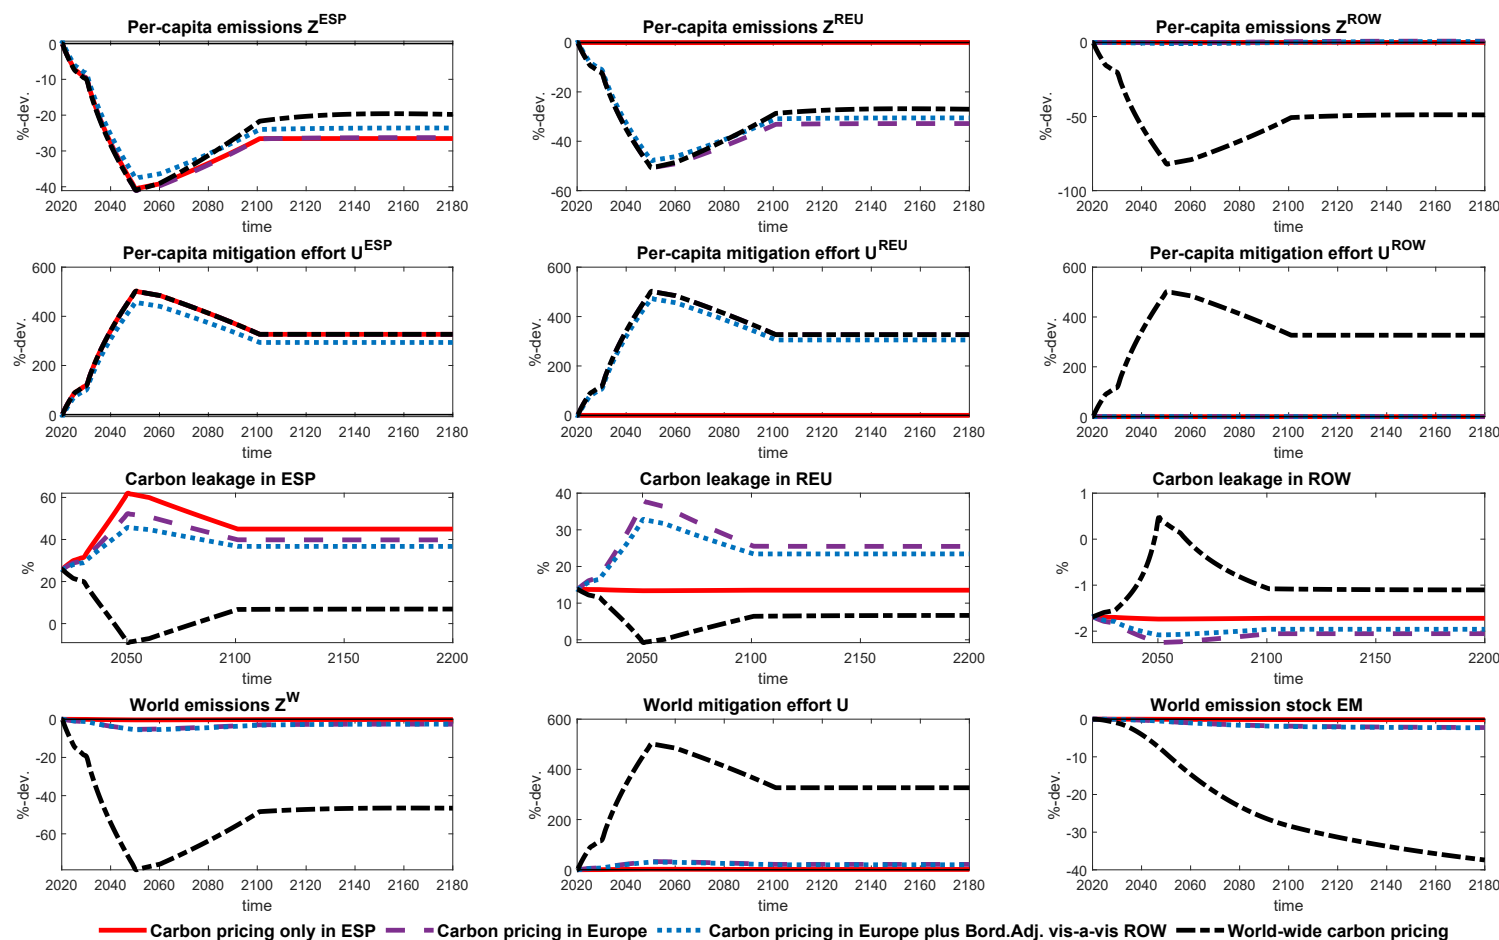 Per-capita emissions Z^ESP
%-dev.
0
-10
-20
-30
-40
2020 2040 2060 2080 2100 2120 2140 2160 2180
time
Per-capita emissions Z^REU
%-dev.
0
-20
-40
-60
2020 2040 2060 2080 2100 2120 2140 2160 2180
time
Per-capita emissions Z^ROW
%-dev.
0
-50
-100
2020 2040 2060 2080 2100 2120 2140 2160 2180
time
Per-capita mitigation effort U^ESP
%-dev.
600
400
200
0
2020 2040 2060 2080 2100 2120 2140 2160 2180
time
Per-capita mitigation effort U^REU
%-dev.
600
400
200
0
2020 2040 2060 2080 2100 2120 2140 2160 2180
time
Per-capita mitigation effort U^ROW
%-dev.
600
400
200
0
2020 2040 2060 2080 2100 2120 2140 2160 2180
time
Carbon leakage in ESP
%
60
40
20
0
2050 2100 2150 2200
time
Carbon leakage in REU
%
40
30
20
10
0
2050 2100 2150 2200
time
Carbon leakage in ROW
%
1
0
-1
-2
2050 2100 2150 2200
time
World emissions Z^W
%-dev.
0
-20
-40
-60
2020 2040 2060 2080 2100 2120 2140 2160 2180
time
World mitigation effort U
%-dev.
600
400
200
0
2020 2040 2060 2080 2100 2120 2140 2160 2180
time
World emission stock EM
%-dev.
0
-10
-20
-30
-40
2020 2040 2060 2080 2100 2120 2140 2160 2180
time
Carbon pricing only in ESP Carbon pricing in Europe Carbon pricing in Europe plus Bord.Adj. vis-a-vis ROW World-wide carbon pricing